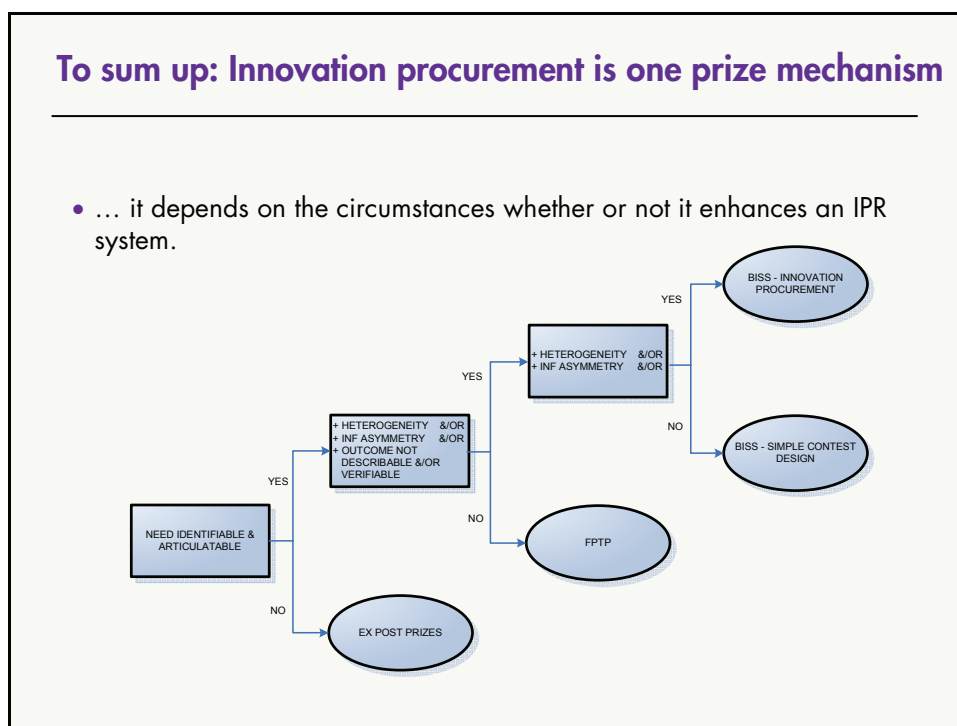 To sum up: Innovation procurement is one prize mechanism
• … it depends on the circumstances whether or not it enhances an IPR
system.
BISS - INNOVATION
PROCUREMENT
YES
+ HETEROGENEITY &/OR
+ INF ASYMMETRY &/OR
YES
NO
BISS - SIMPLE CONTEST
DESIGN
+ HETEROGENEITY &/OR
+ INF ASYMMETRY &/OR
+ OUTCOME NOT
DESCRIBABLE &/OR
VERIFIABLE
YES
NO
FPTP
NEED IDENTIFIABLE &
ARTICULATABLE
NO
EX POST PRIZES